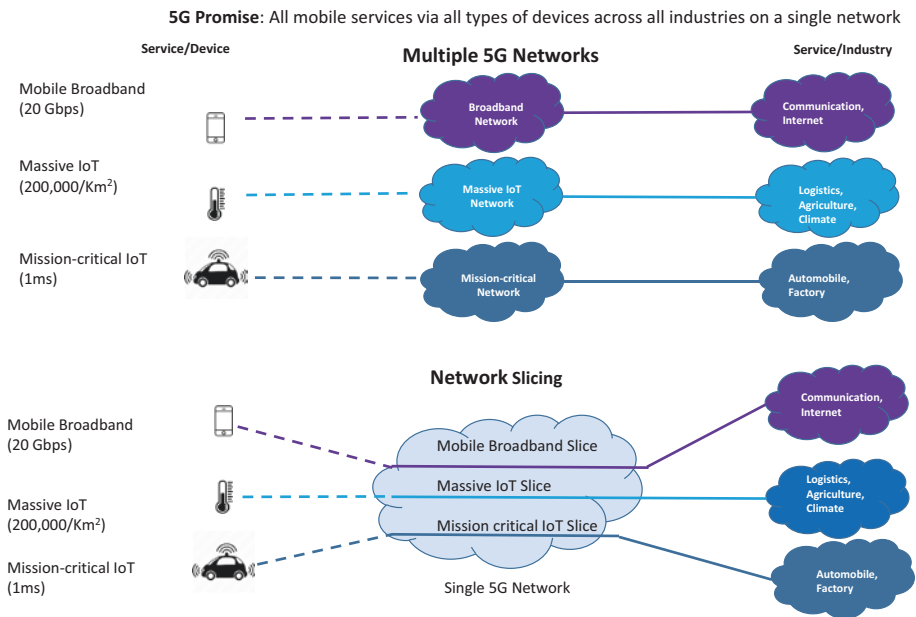 5G Promise: All mobile services via all types of devices across all industries on a single network
Service/Device
Multiple 5G Networks
Service/Industry
Mobile Broadband
(20 Gbps)
Broadband
Network
Communication,
Internet
Massive IoT
(200,000/Km²)
Massive IoT
Network
Logistics,
Agriculture,
Climate
Mission-critical IoT
(1ms)
Mission-critical
Network
Automobile,
Factory
Network Slicing
Mobile Broadband
(20 Gbps)
Mobile Broadband Slice
Communication,
Internet
Massive IoT
(200,000/Km²)
Massive IoT Slice
Logistics,
Agriculture,
Climate
Mission-critical IoT
(1ms)
Mission critical IoT Slice
Single 5G Network
Automobile,
Factory